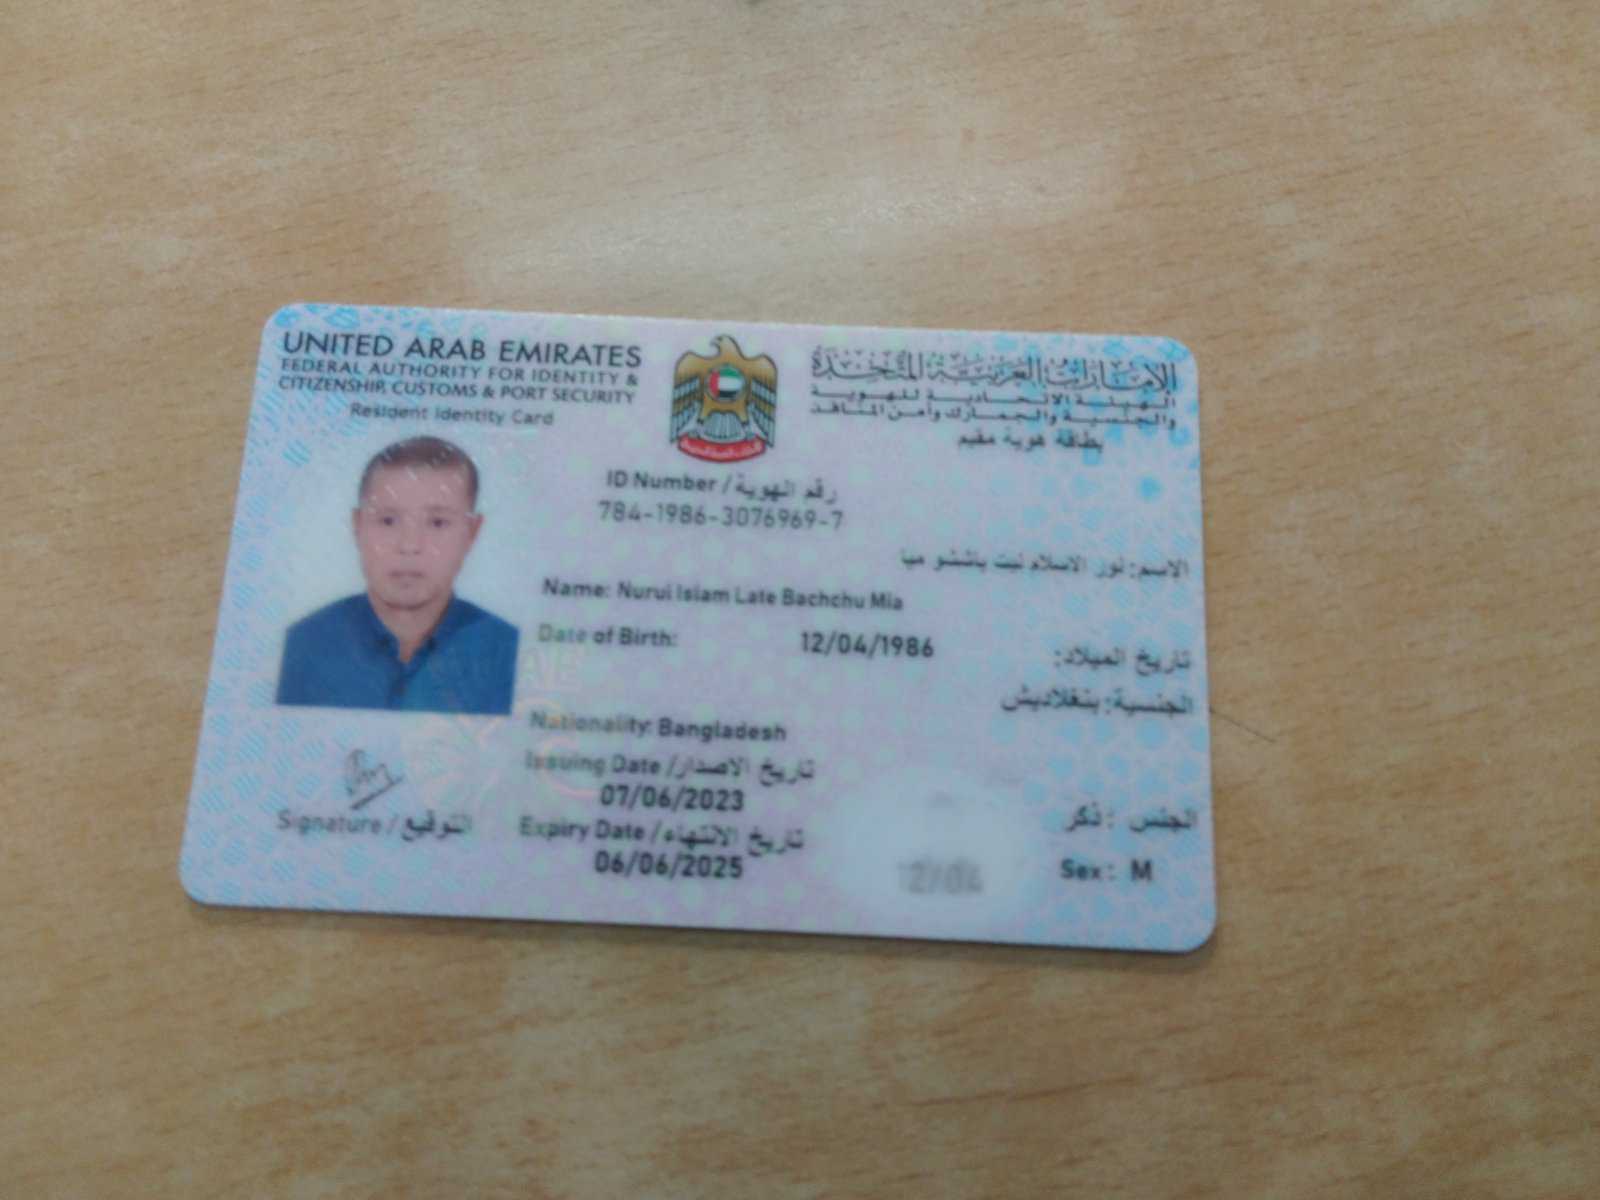 UNITED ARAB EMIRATES
FEDERAL AUTHORITY FOR IDENTITY &
CITIZENSHIP, CUSTOMS & PORT SECURITY
Resident Identity Card
الإمارات العربية المتحدة
الهيئة الاتحادية للهوية
والجنسية والجمارك وأمن المنافذ
بطاقة هوية مقيم
ID Number / رقم الهوية
784-1986-3076969-7
الاسم: نور الاسلام ليت باششو ميا
Name: Nurul Islam Late Bachchu Mia
Date of Birth: 12/04/1986 تاريخ الميلاد:
الجنسية: بنغلاديش
Nationality: Bangladesh
Issuing Date / تاريخ الاصدار
07/06/2023
Expiry Date / تاريخ الانتهاء
06/06/2025
Signature / التوقيع
الجنس : ذكر
Sex: M
12/04